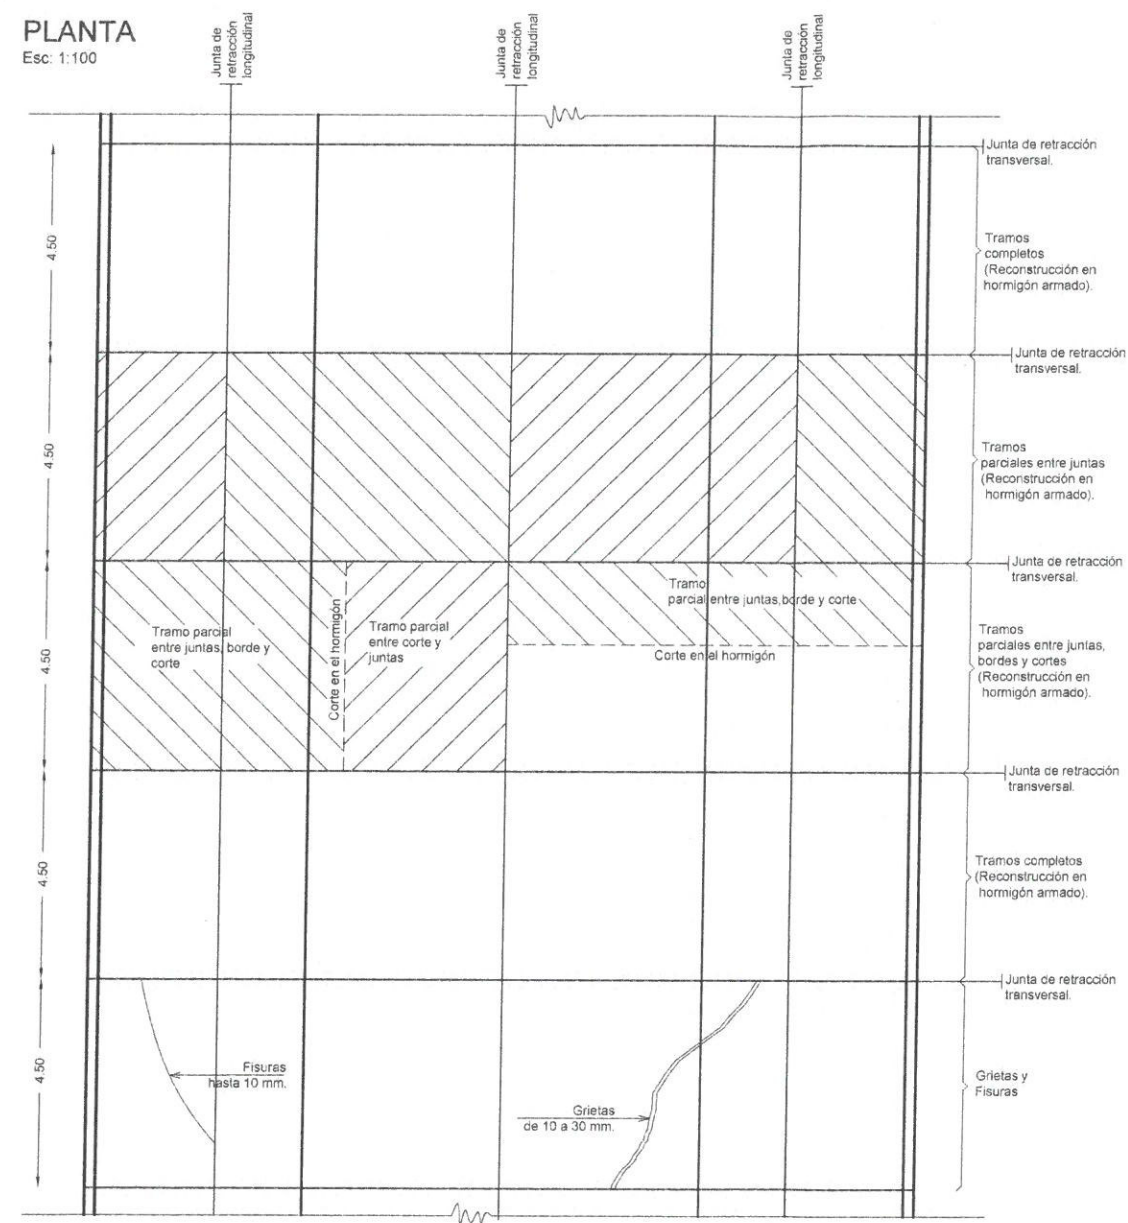 PLANTA
Esc: 1:100
Junta de
retracción
longitudinal
Junta de
retracción
longitudinal
Junta de
retracción
longitudinal
Junta de retracción
transversal.
4.50
Tramos
completos
(Reconstrucción en
hormigón armado).
Junta de retracción
transversal.
4.50
Tramos
parciales entre juntas
(Reconstrucción en
hormigón armado).
Junta de retracción
transversal.
4.50
Tramo parcial
entre juntas, borde y
corte
Corte en el hormigón
Tramo parcial
entre corte y
juntas
Tramo
parcial entre juntas,borde y corte
Corte en el hormigón
Tramos
parciales entre juntas,
bordes y cortes
(Reconstrucción en
hormigón armado).
Junta de retracción
transversal.
4.50
Tramos completos
(Reconstrucción en
hormigón armado).
Junta de retracción
transversal.
4.50
Fisuras
hasta 10 mm.
Grietas
de 10 a 30 mm.
Grietas y
Fisuras